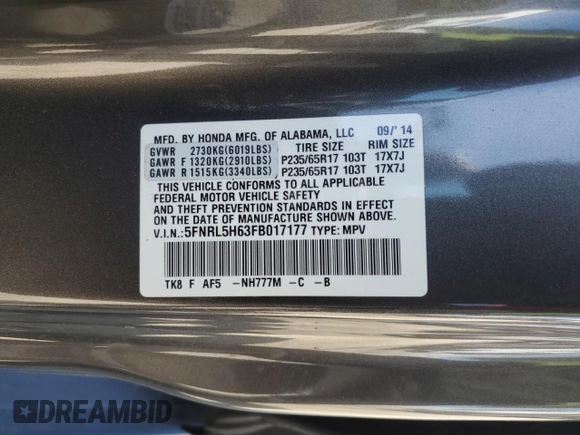 MFD. BY HONDA MFG. OF ALABAMA, LLC 09/'14
GVWR 2730KG(6019LBS) TIRE SIZE RIM SIZE
GAWR F 1320KG(2910LBS) P235/65R17 103T 17X7J
GAWR R 1515KG(3340LBS) P235/65R17 103T 17X7J
THIS VEHICLE CONFORMS TO ALL APPLICABLE
FEDERAL MOTOR VEHICLE SAFETY
AND THEFT PREVENTION STANDARDS IN EFFECT
ON THE DATE OF MANUFACTURE SHOWN ABOVE.
V.I.N.: 5FNRL5H63FB017177 TYPE: MPV
TK8 F AF5 -NH777M -C -B
DREAMBID